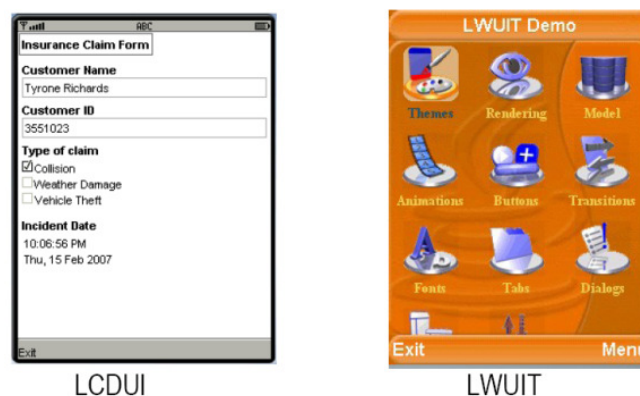 ABC
Insurance Claim Form
Customer Name
Tyrone Richards
Customer ID
3551023
Type of claim
Collision
Weather Damage
Vehicle Theft
Incident Date
10:06:56 PM
Thu, 15 Feb 2007
Exit
LCDUI
LWUIT Demo
Themes Rendering Model
Animations Buttons Transitions
Fonts Tabs Dialogs
Exit Menu
LWUIT